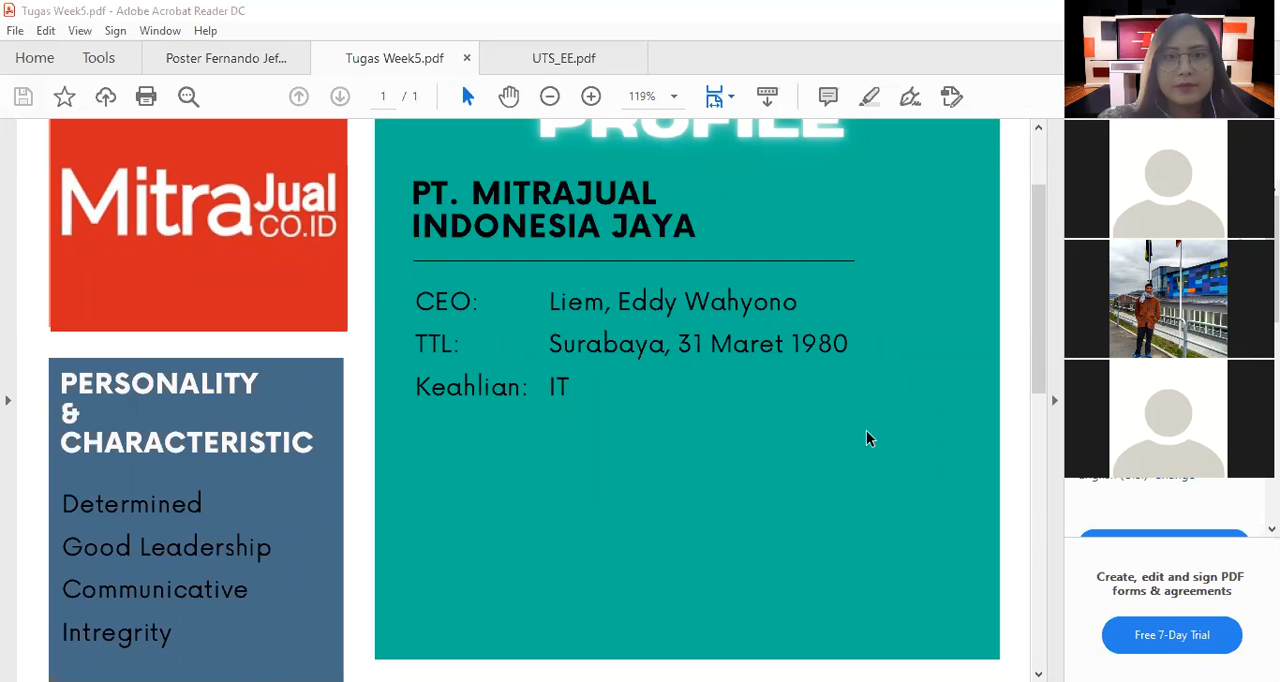 Tugas Week5.pdf - Adobe Acrobat Reader DC
File Edit View Sign Window Help
Home Tools Poster Fernando Jef... Tugas Week5.pdf × UTS_EE.pdf
1 / 1 119%
PROFILE
MitraJual
CO.ID
PT. MITRAJUAL
INDONESIA JAYA
CEO: Liem, Eddy Wahyono
TTL: Surabaya, 31 Maret 1980
Keahlian: IT
PERSONALITY
&
CHARACTERISTIC
Determined
Good Leadership
Communicative
Intregrity
Create, edit and sign PDF
forms & agreements
Free 7-Day Trial